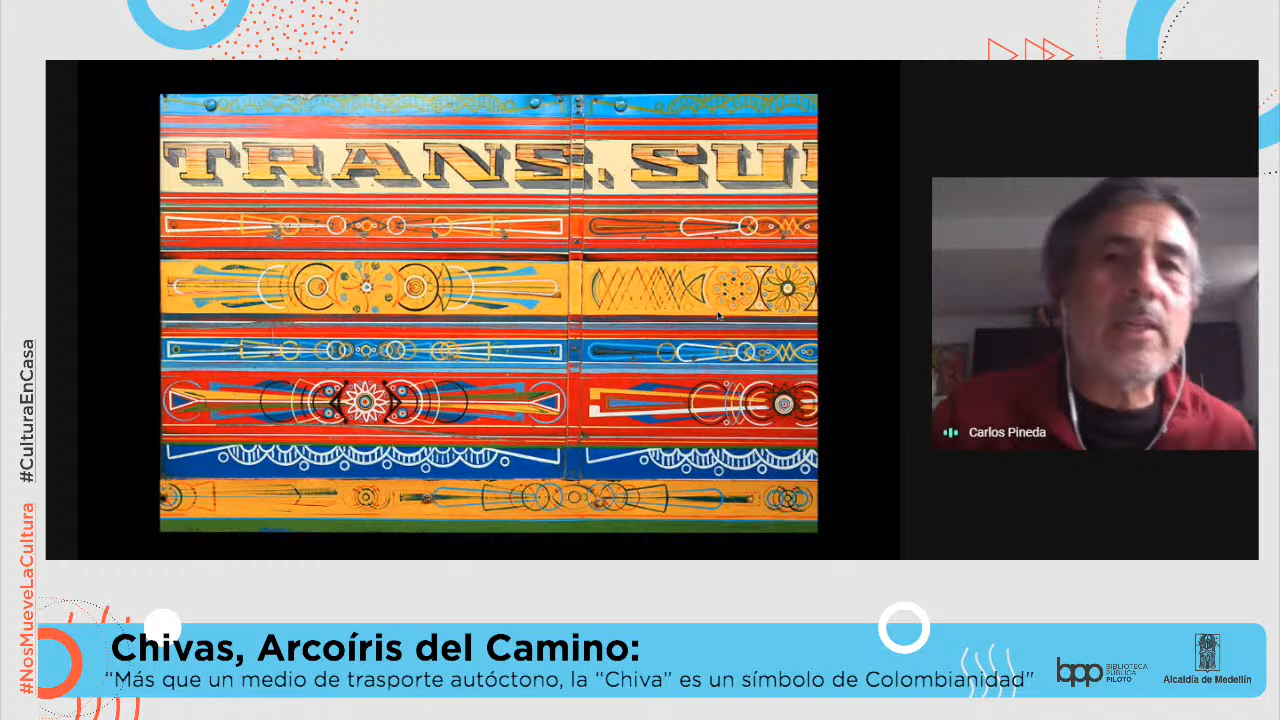 TRANS. SU
Carlos Pineda
#NosMueveLaCultura #CulturaEnCasa
Chivas, Arcoíris del Camino:
"Más que un medio de trasporte autóctono, la "Chiva" es un símbolo de Colombianidad"
bpp BIBLIOTECA
PÚBLICA
PILOTO
Alcaldía de Medellín